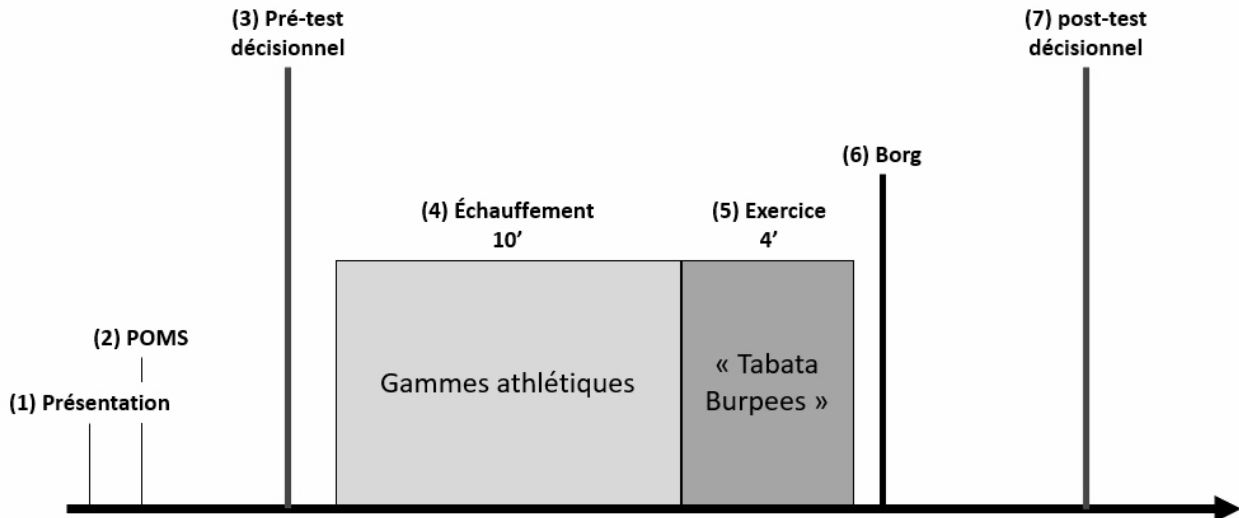 (1) Présentation
(2) POMS
(3) Pré-test
décisionnel
(4) Échauffement
10’
Gammes athlétiques
(5) Exercice
4’
« Tabata
Burpees »
(6) Borg
(7) post-test
décisionnel